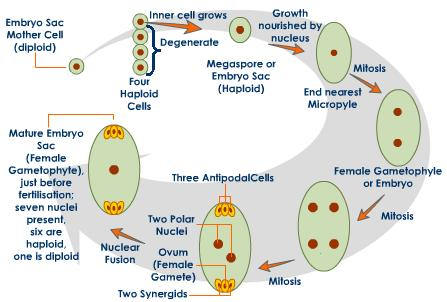 Embryo Sac
Mother Cell
(diploid)
Inner cell grows
Degenerate
Four
Haploid
Cells
Growth
nourished by
nucleus
Megaspore or
Embryo Sac
(Haploid)
End nearest
Micropyle
Mitosis
Female Gametophyle
or Embryo
Mitosis
Mitosis
Three AntipodalCells
Two Polar
Nuclei
Ovum
(Female
Gamete)
Two Synergids
Nuclear
Fusion
Mature Embryo
Sac
(Female
Gametophyte),
just before
fertilisation;
seven nuclei
present,
six are
haploid,
one is diploid